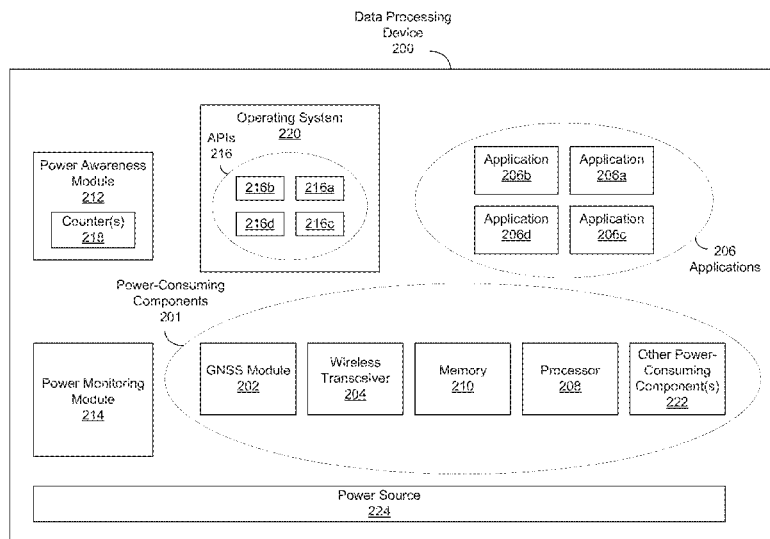 Data Processing
Device
200
Operating System
220
APIs
216
216b
216a
216d
216c
Power Awareness
Module
212
Counter(s)
218
Application
206b
Application
206a
Application
206d
Application
206c
206
Applications
Power-Consuming
Components
201
Power Monitoring
Module
214
GNSS Module
202
Wireless
Transceiver
204
Memory
210
Processor
208
Other Power-
Consuming
Component(s)
222
Power Source
224